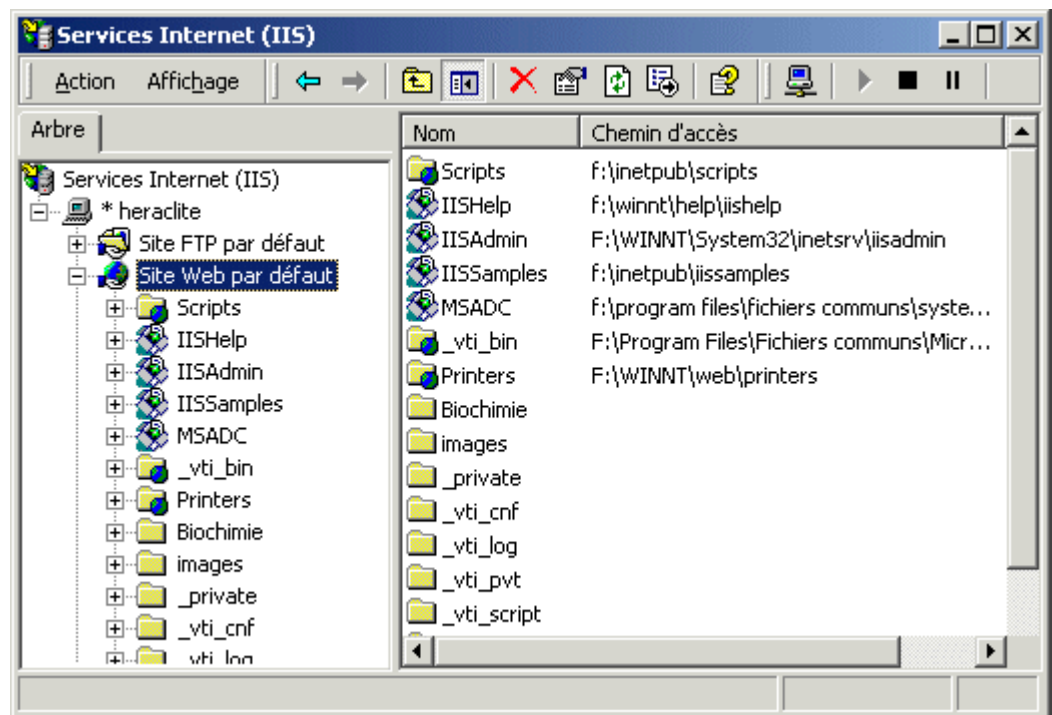 Services Internet (IIS)
Action Affichage
Arbre
Services Internet (IIS)
* heraclite
Site FTP par défaut
Site Web par défaut
Scripts
IISHelp
IISAdmin
IISSamples
MSADC
_vti_bin
Printers
Biochimie
images
_private
_vti_cnf
_vti_log
Nom Chemin d'accès
Scripts f:\inetpub\scripts
IISHelp f:\winnt\help\iishelp
IISAdmin F:\WINNT\System32\inetsrv\iisadmin
IISSamples f:\inetpub\iissamples
MSADC f:\program files\fichiers communs\syste...
_vti_bin F:\Program Files\Fichiers communs\Micr...
Printers F:\WINNT\web\printers
Biochimie
images
_private
_vti_cnf
_vti_log
_vti_pvt
_vti_script